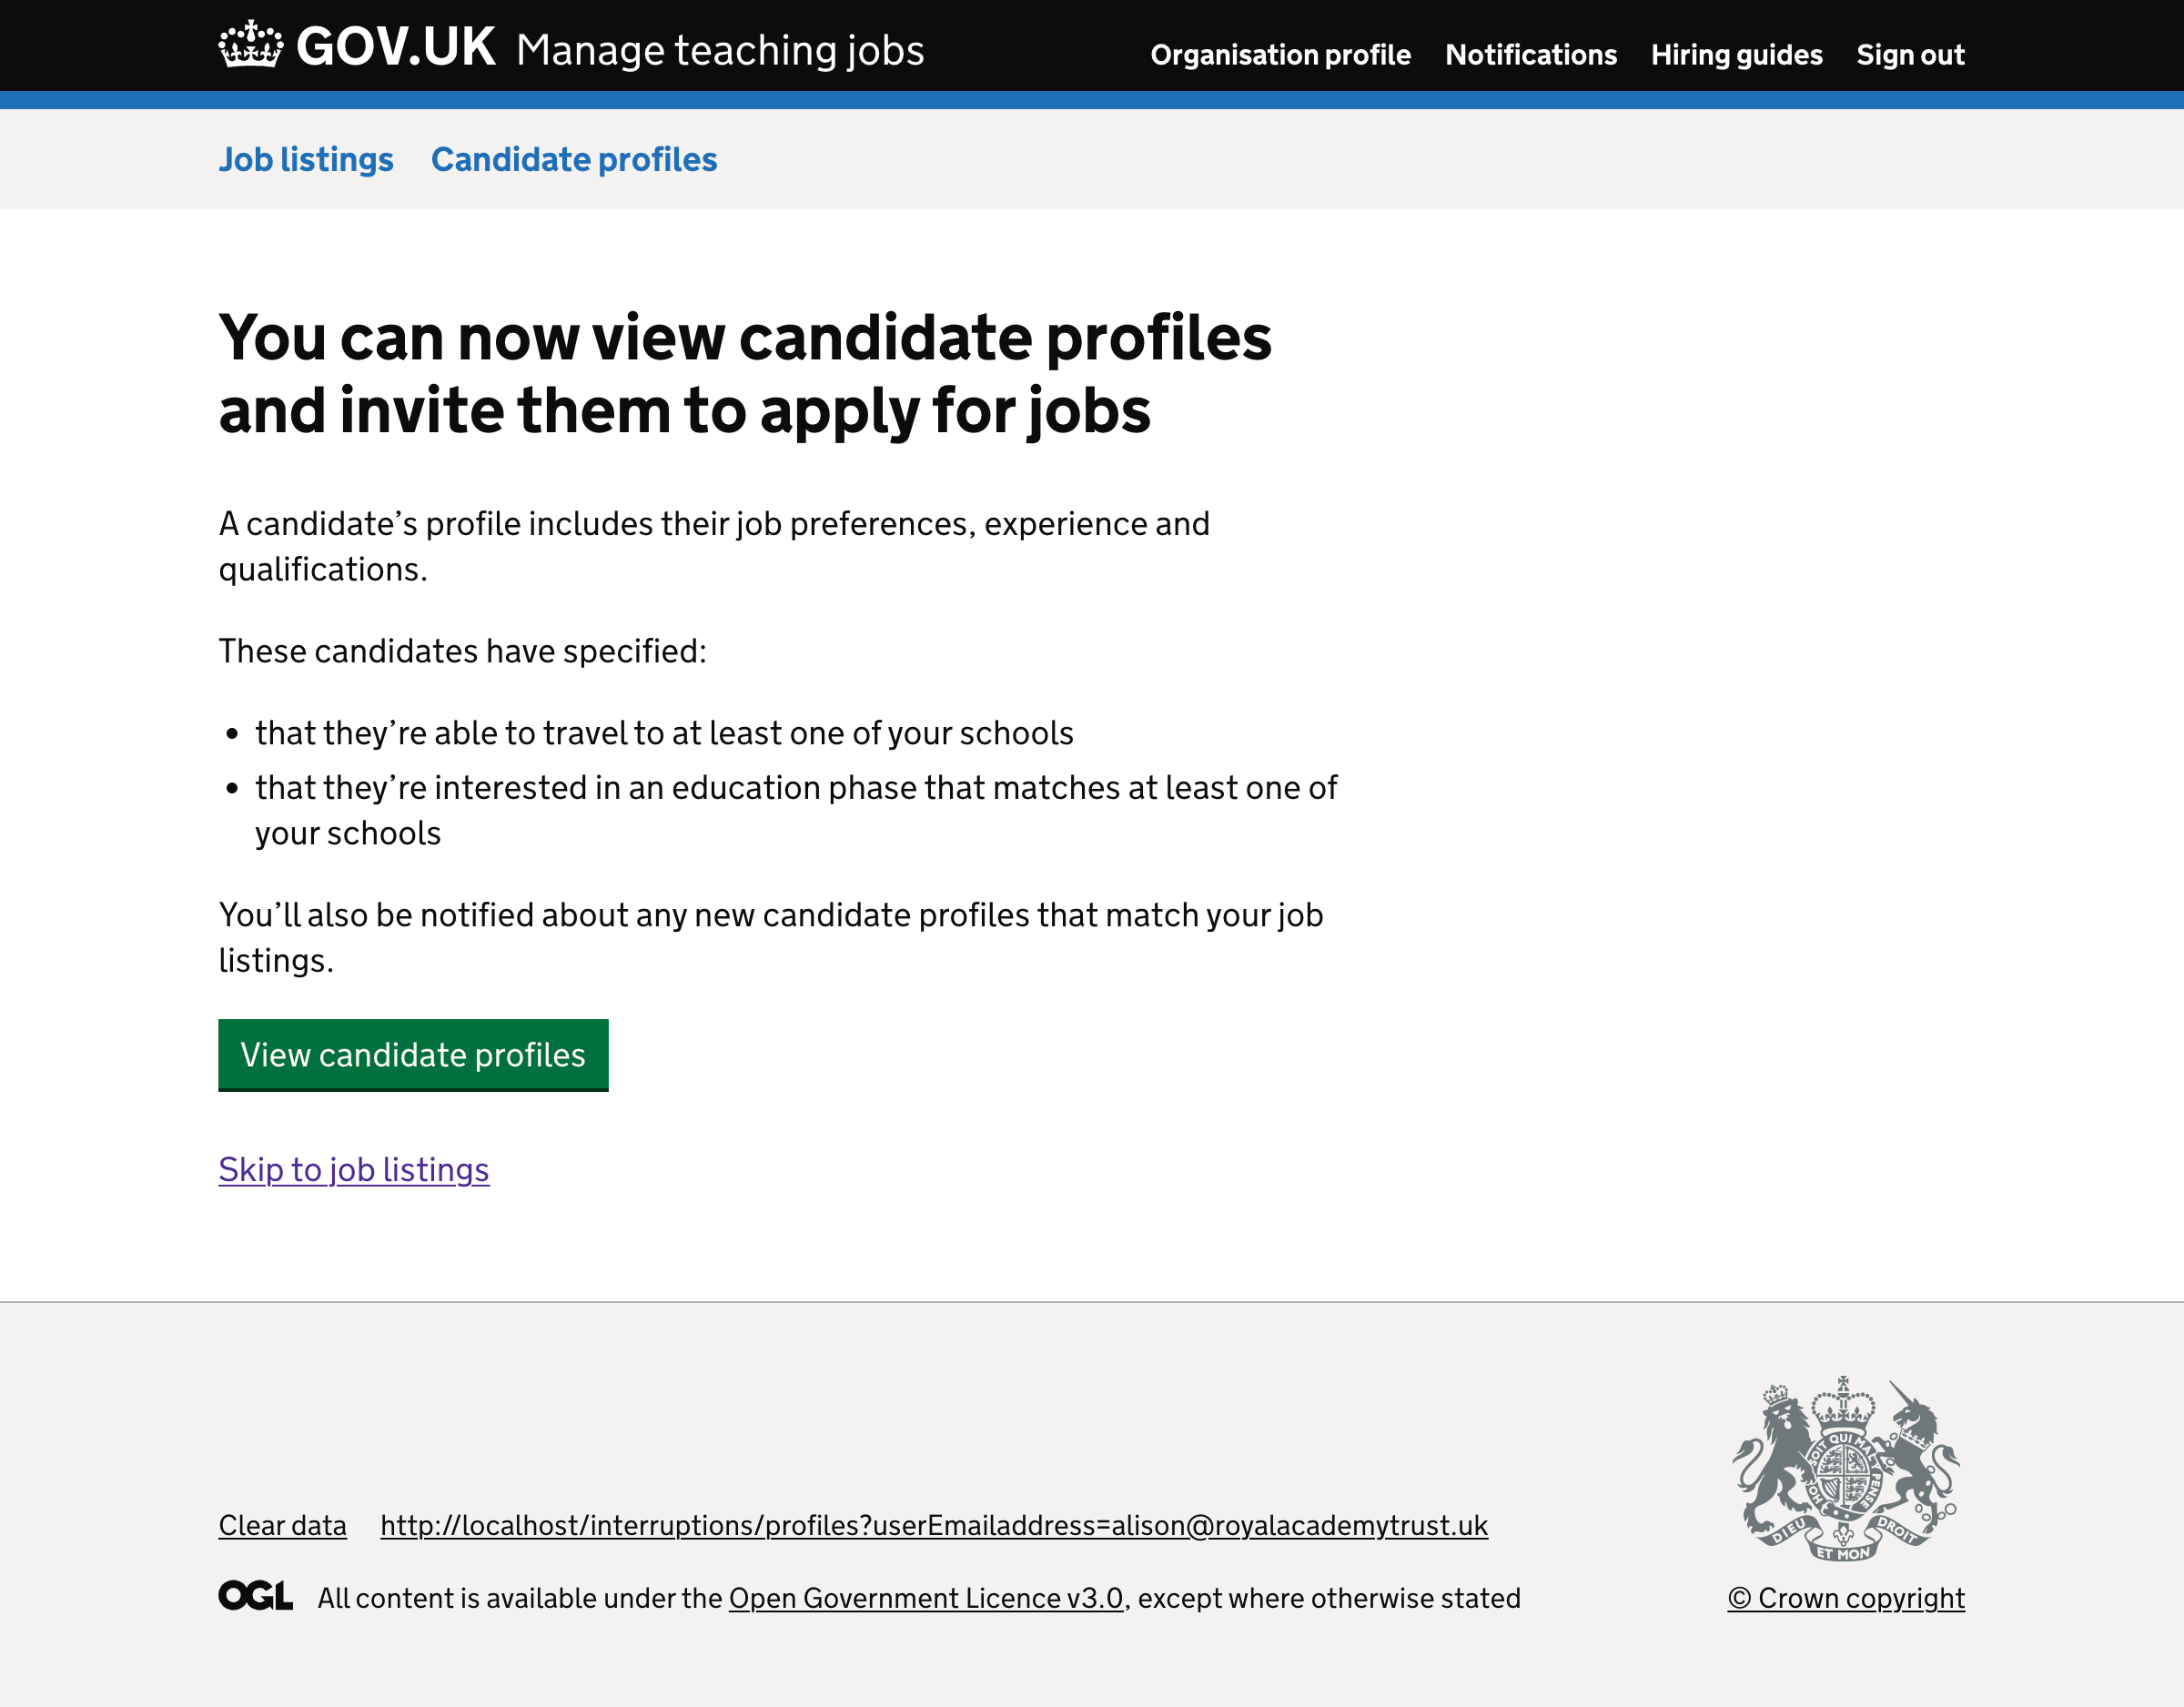 GOV.UK Manage teaching jobs
Organisation profile Notifications Hiring guides Sign out
Job listings Candidate profiles
You can now view candidate profiles
and invite them to apply for jobs
A candidate’s profile includes their job preferences, experience and
qualifications.
These candidates have specified:
• that they’re able to travel to at least one of your schools
• that they’re interested in an education phase that matches at least one of
your schools
You’ll also be notified about any new candidate profiles that match your job
listings.
View candidate profiles
Skip to job listings
HONI SOIT QUI MAL Y PENSE
DIEU ET MON DROIT
Clear data http://localhost/interruptions/profiles?userEmailaddress=alison@royalacademytrust.uk
OGL All content is available under the Open Government Licence v3.0, except where otherwise stated
© Crown copyright